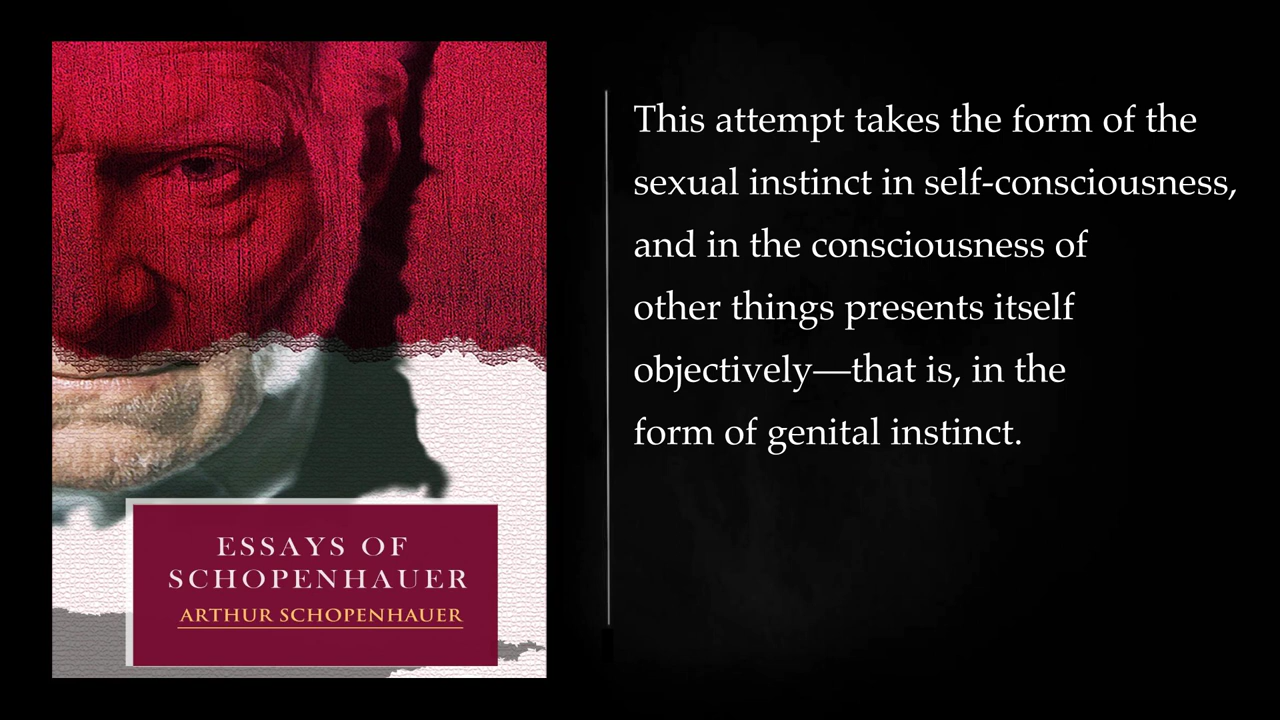 ESSAYS OF
SCHOPENHAUER
ARTHUR SCHOPENHAUER
This attempt takes the form of the
sexual instinct in self-consciousness,
and in the consciousness of
other things presents itself
objectively—that is, in the
form of genital instinct.